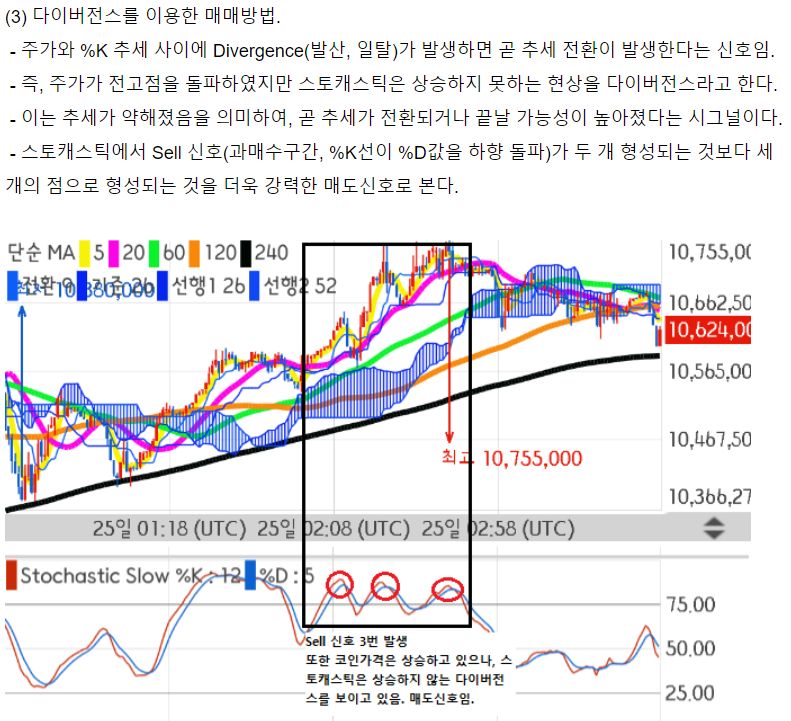 (3) 다이버전스를 이용한 매매방법.
- 주가와 %K 추세 사이에 Divergence(발산, 일탈)가 발생하면 곧 추세 전환이 발생한다는 신호임.
- 즉, 주가가 전고점을 돌파하였지만 스토캐스틱은 상승하지 못하는 현상을 다이버전스라고 한다.
- 이는 추세가 약해졌음을 의미하여, 곧 추세가 전환되거나 끝날 가능성이 높아졌다는 시그널이다.
- 스토캐스틱에서 Sell 신호(과매수구간, %K선이 %D값을 하향 돌파)가 두 개 형성되는 것보다 세
개의 점으로 형성되는 것을 더욱 강력한 매도신호로 본다.
단순 MA 5 20 60 120 240
전환 9 기준 26 선행1 26 선행2 52
10,755,00
10,662,50
10,624,00
10,565,00
10,467,50
10,366,27
최고 10,755,000
25일 01:18 (UTC) 25일 02:08 (UTC) 25일 02:58 (UTC)
Stochastic Slow %K : 12 %D : 5
75.00
50.00
25.00
Sell 신호 3번 발생
또한 코인가격은 상승하고 있으나, 스
토캐스틱은 상승하지 않는 다이버전
스를 보이고 있음. 매도신호임.